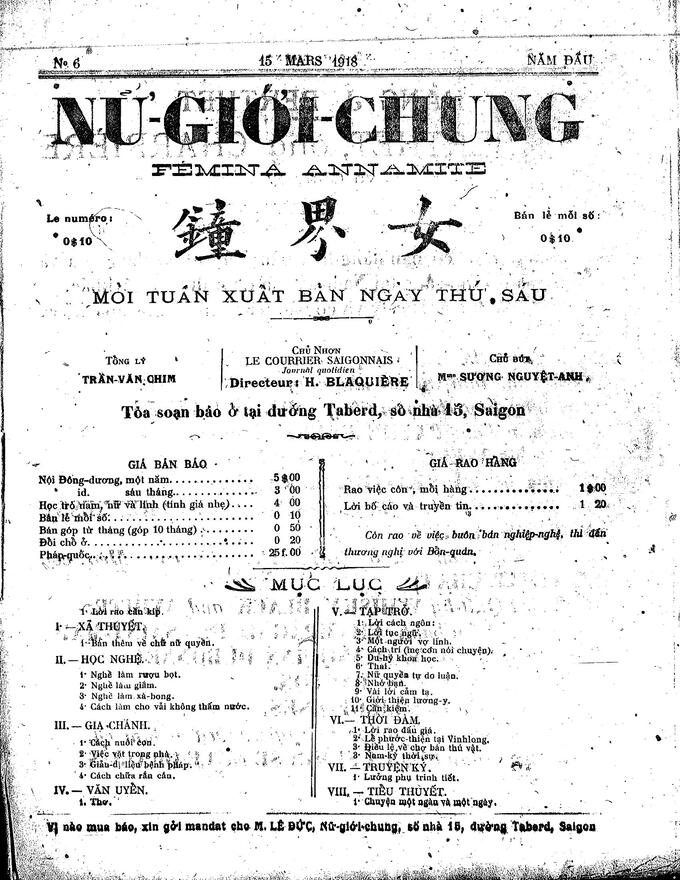 No 6
15 MARS 1918
NĂM ĐẦU
NỮ-GIỚI-CHUNG
FÉMINA ANNAMITE
Le numéro:
0$10
鐘 界 女
Bán lẻ mỗi số:
0$10
MỖI TUẦN XUẤT BẢN NGÀY THỨ SÁU
TỔNG LÝ
TRẦN-VĂN-CHIM
CHỦ NHƠN
LE COURRIER SAIGONNAIS
Journal quotidien
Directeur: H. BLAQUIÈRE
CHỦ BÚT
Mme SƯƠNG NGUYỆT-ANH
Tòa soạn báo ở tại đường Taberd, số nhà 15, Saigon
GIÁ BÁN BÁO
Nội Đông-dương, một năm.............. 5$00
id. sáu tháng............. 3 00
Học trò nam, nữ và lính (tính giá nhẹ).... 4 00
Bán lẻ mỗi số........................ 0 10
Bán góp từ tháng (góp 10 tháng)......... 0 50
Đổi chỗ ở........................... 0 20
Pháp-quốc........................... 25f.00
GIÁ RAO HÀNG
Rao việc côn, mỗi hàng............... 1$00
Lời bố cáo và truyền tin.............. 1 20
Còn rao về việc buôn bán nghiệp-nghệ, thì đến
thương nghị với Bổn-quán.
MỤC LỤC
1· Lời rao cần kíp.
I· —XÃ THUYẾT.
1· Bàn thêm về chữ nữ quyền.
II. — HỌC NGHỆ.
1· Nghề làm rượu bọt.
2· Nghề làm giấm.
3· Nghề làm xà-bong.
4· Cách làm cho vải không thấm nước.
III. — GIA CHÁNH.
1· Cách nuôi con.
2· Việc vặt trong nhà.
3· Giản-dị liệu bệnh pháp.
4· Cách chữa rắn cắn.
IV. — VĂN UYỂN.
1. Thơ.
V. — TẠP TRỞ.
1· Lời cách ngôn:
2· Lời tục ngữ.
3· Một người vợ lính.
4· Cách trí (mẹ con nói chuyện).
5· Du-hý khoa học.
6· Thai.
7· Nữ quyền tự do luận.
8· Nhớ bạn.
9· Vài lời cảm tạ.
10· Giới thiện lương-y.
11· Cần kiệm.
VI. — THỜI ĐÀM.
1· Lời rao đấu giá.
2· Lễ phước-thiện tại Vinhlong.
3· Điều lệ về chợ bán thú vật.
3· Nam-kỳ thời sự.
VII. — TRUYỆN KÝ.
1· Lưỡng phụ trinh tiết.
VIII. — TIỂU THUYẾT.
1· Chuyện một ngàn và một ngày.
Vị nào mua báo, xin gởi mandat cho M. LÊ ĐỨC, Nữ-giới-chung, số nhà 15, đường Taberd, Saigon